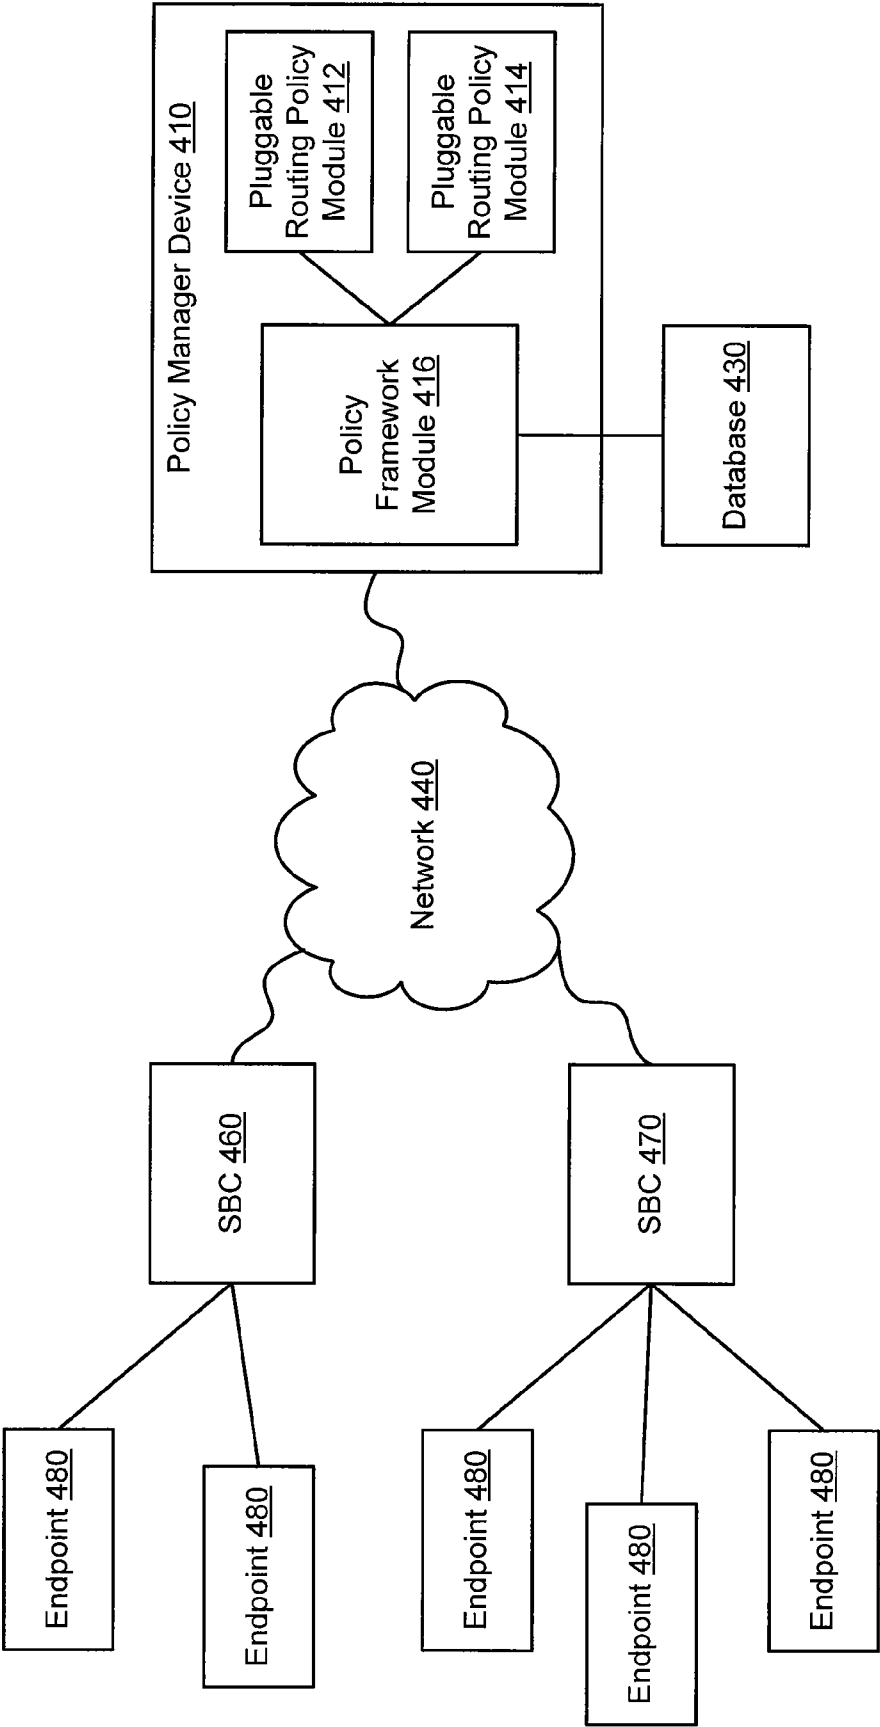 Policy Manager Device 410
Pluggable
Routing Policy
Module 412
Pluggable
Routing Policy
Module 414
Policy
Framework
Module 416
Database 430
Network 440
SBC 460
SBC 470
Endpoint 480
Endpoint 480
Endpoint 480
Endpoint 480
Endpoint 480